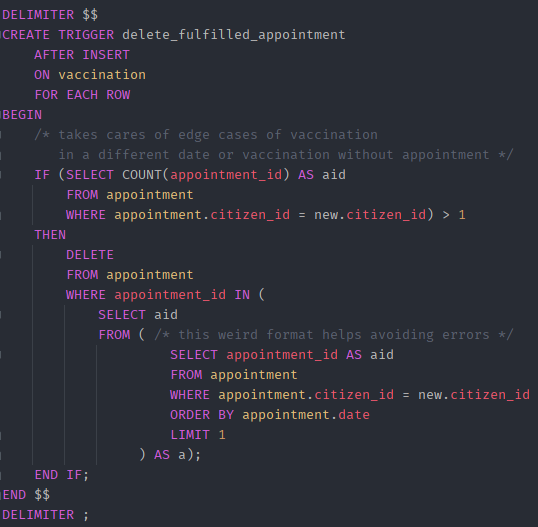 DELIMITER $$
CREATE TRIGGER delete_fulfilled_appointment
    AFTER INSERT
    ON vaccination
    FOR EACH ROW
BEGIN
    /* takes cares of edge cases of vaccination
       in a different date or vaccination without appointment */
    IF (SELECT COUNT(appointment_id) AS aid
        FROM appointment
        WHERE appointment.citizen_id = new.citizen_id) > 1
    THEN
        DELETE
        FROM appointment
        WHERE appointment_id IN (
            SELECT aid
            FROM ( /* this weird format helps avoiding errors */
                     SELECT appointment_id AS aid
                     FROM appointment
                     WHERE appointment.citizen_id = new.citizen_id
                     ORDER BY appointment.date
                     LIMIT 1
                 ) AS a);
    END IF;
END $$
DELIMITER ;